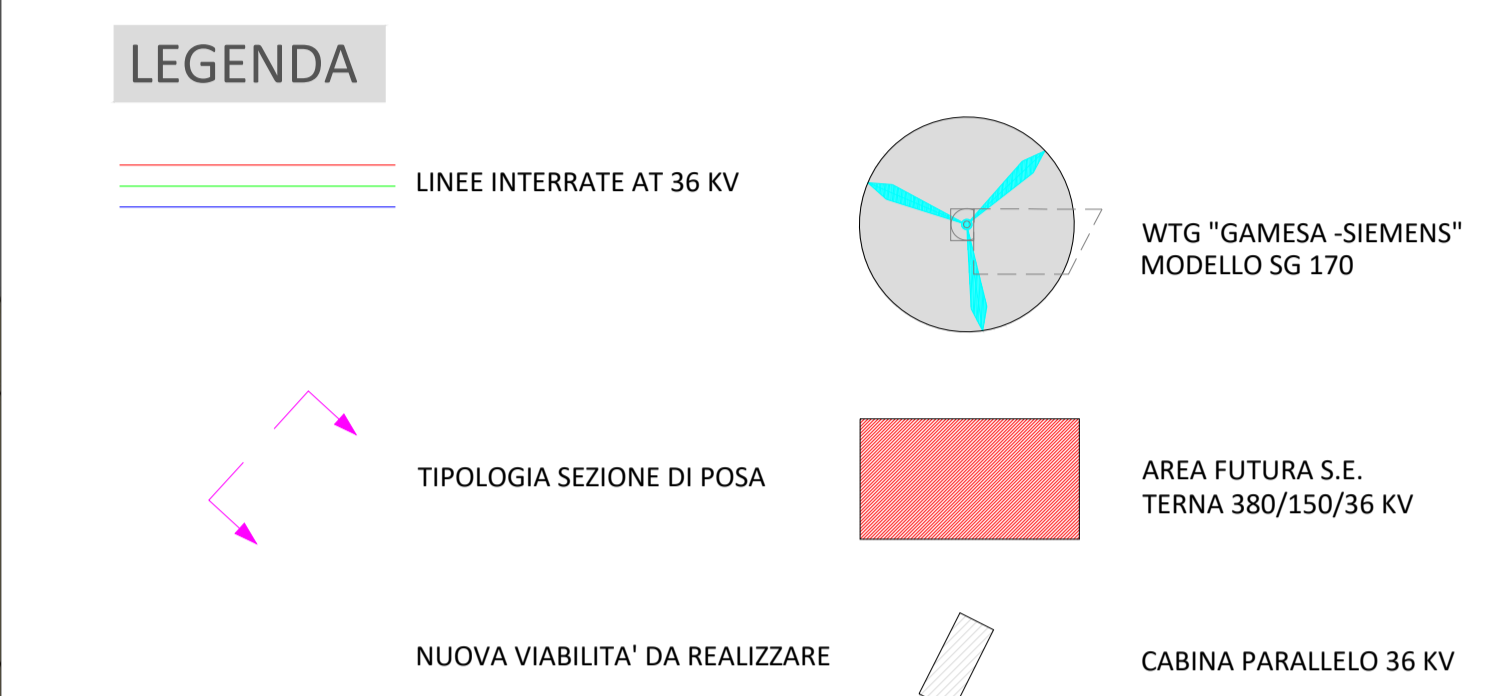 LEGENDA
LINEE INTERRATE AT 36 KV
WTG "GAMESA -SIEMENS"
MODELLO SG 170
TIPOLOGIA SEZIONE DI POSA
AREA FUTURA S.E.
TERNA 380/150/36 KV
NUOVA VIABILITA' DA REALIZZARE
CABINA PARALLELO 36 KV